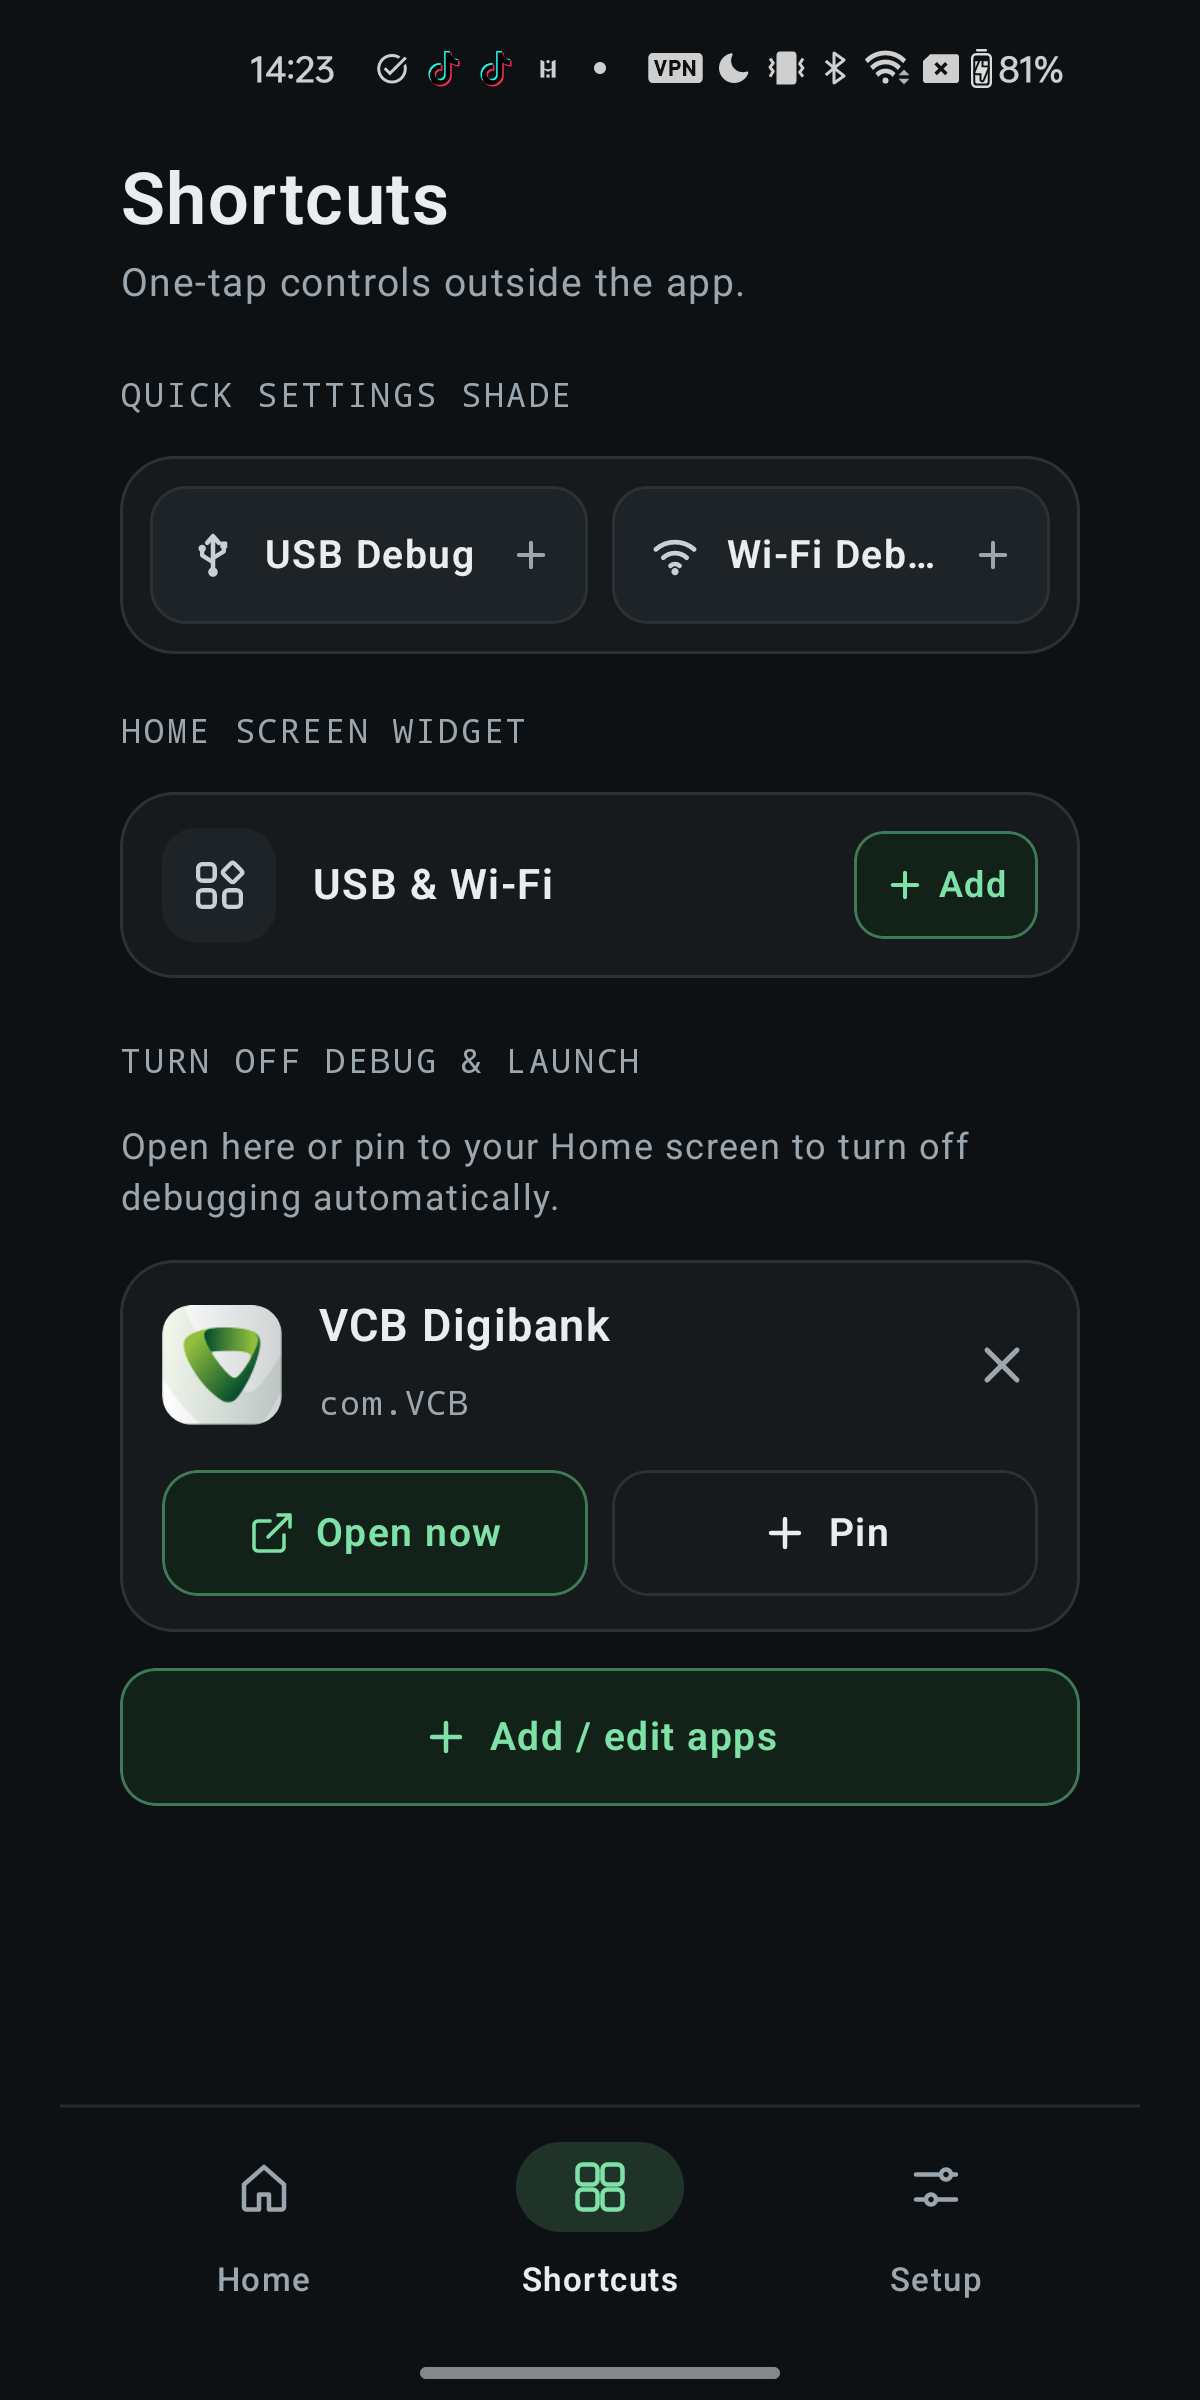 14:23 VPN 81%
Shortcuts
One-tap controls outside the app.
QUICK SETTINGS SHADE
USB Debug
Wi-Fi Deb…
HOME SCREEN WIDGET
USB & Wi-Fi
Add
TURN OFF DEBUG & LAUNCH
Open here or pin to your Home screen to turn off
debugging automatically.
VCB Digibank
com.VCB
Open now
Pin
Add / edit apps
Home
Shortcuts
Setup